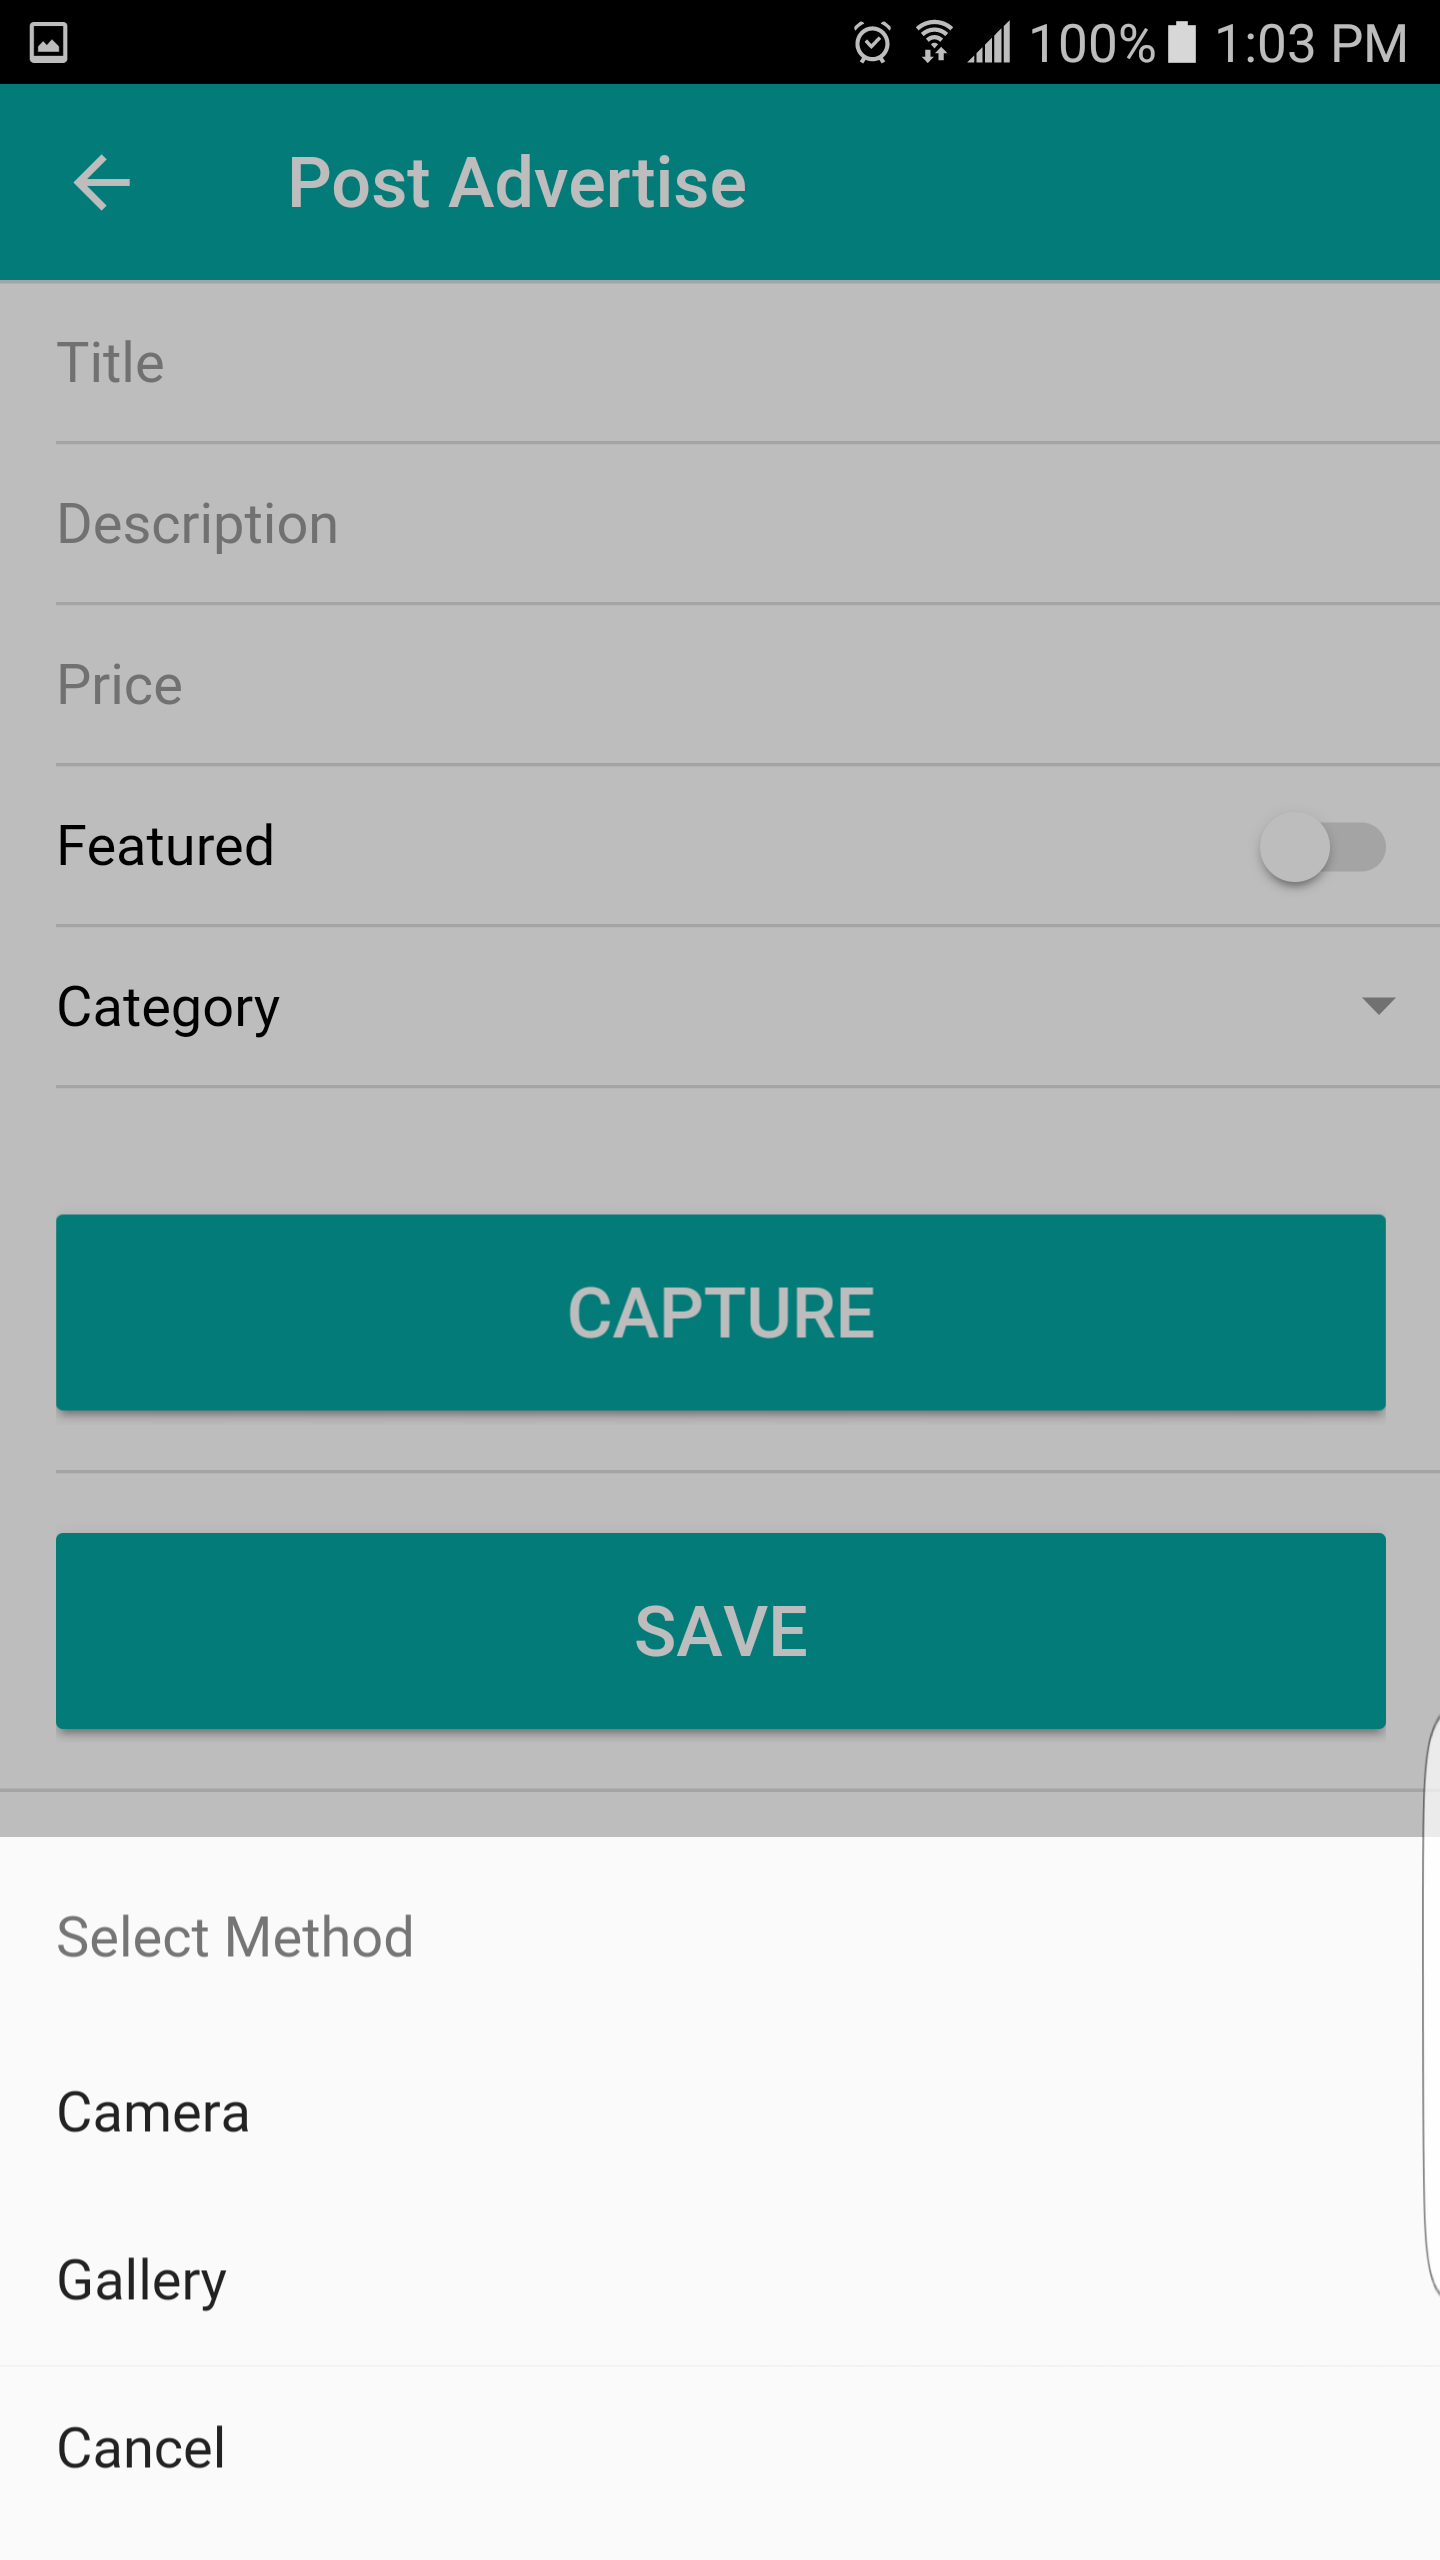 100% 1:03 PM
Post Advertise
Title
Description
Price
Featured
Category
CAPTURE
SAVE
Select Method
Camera
Gallery
Cancel